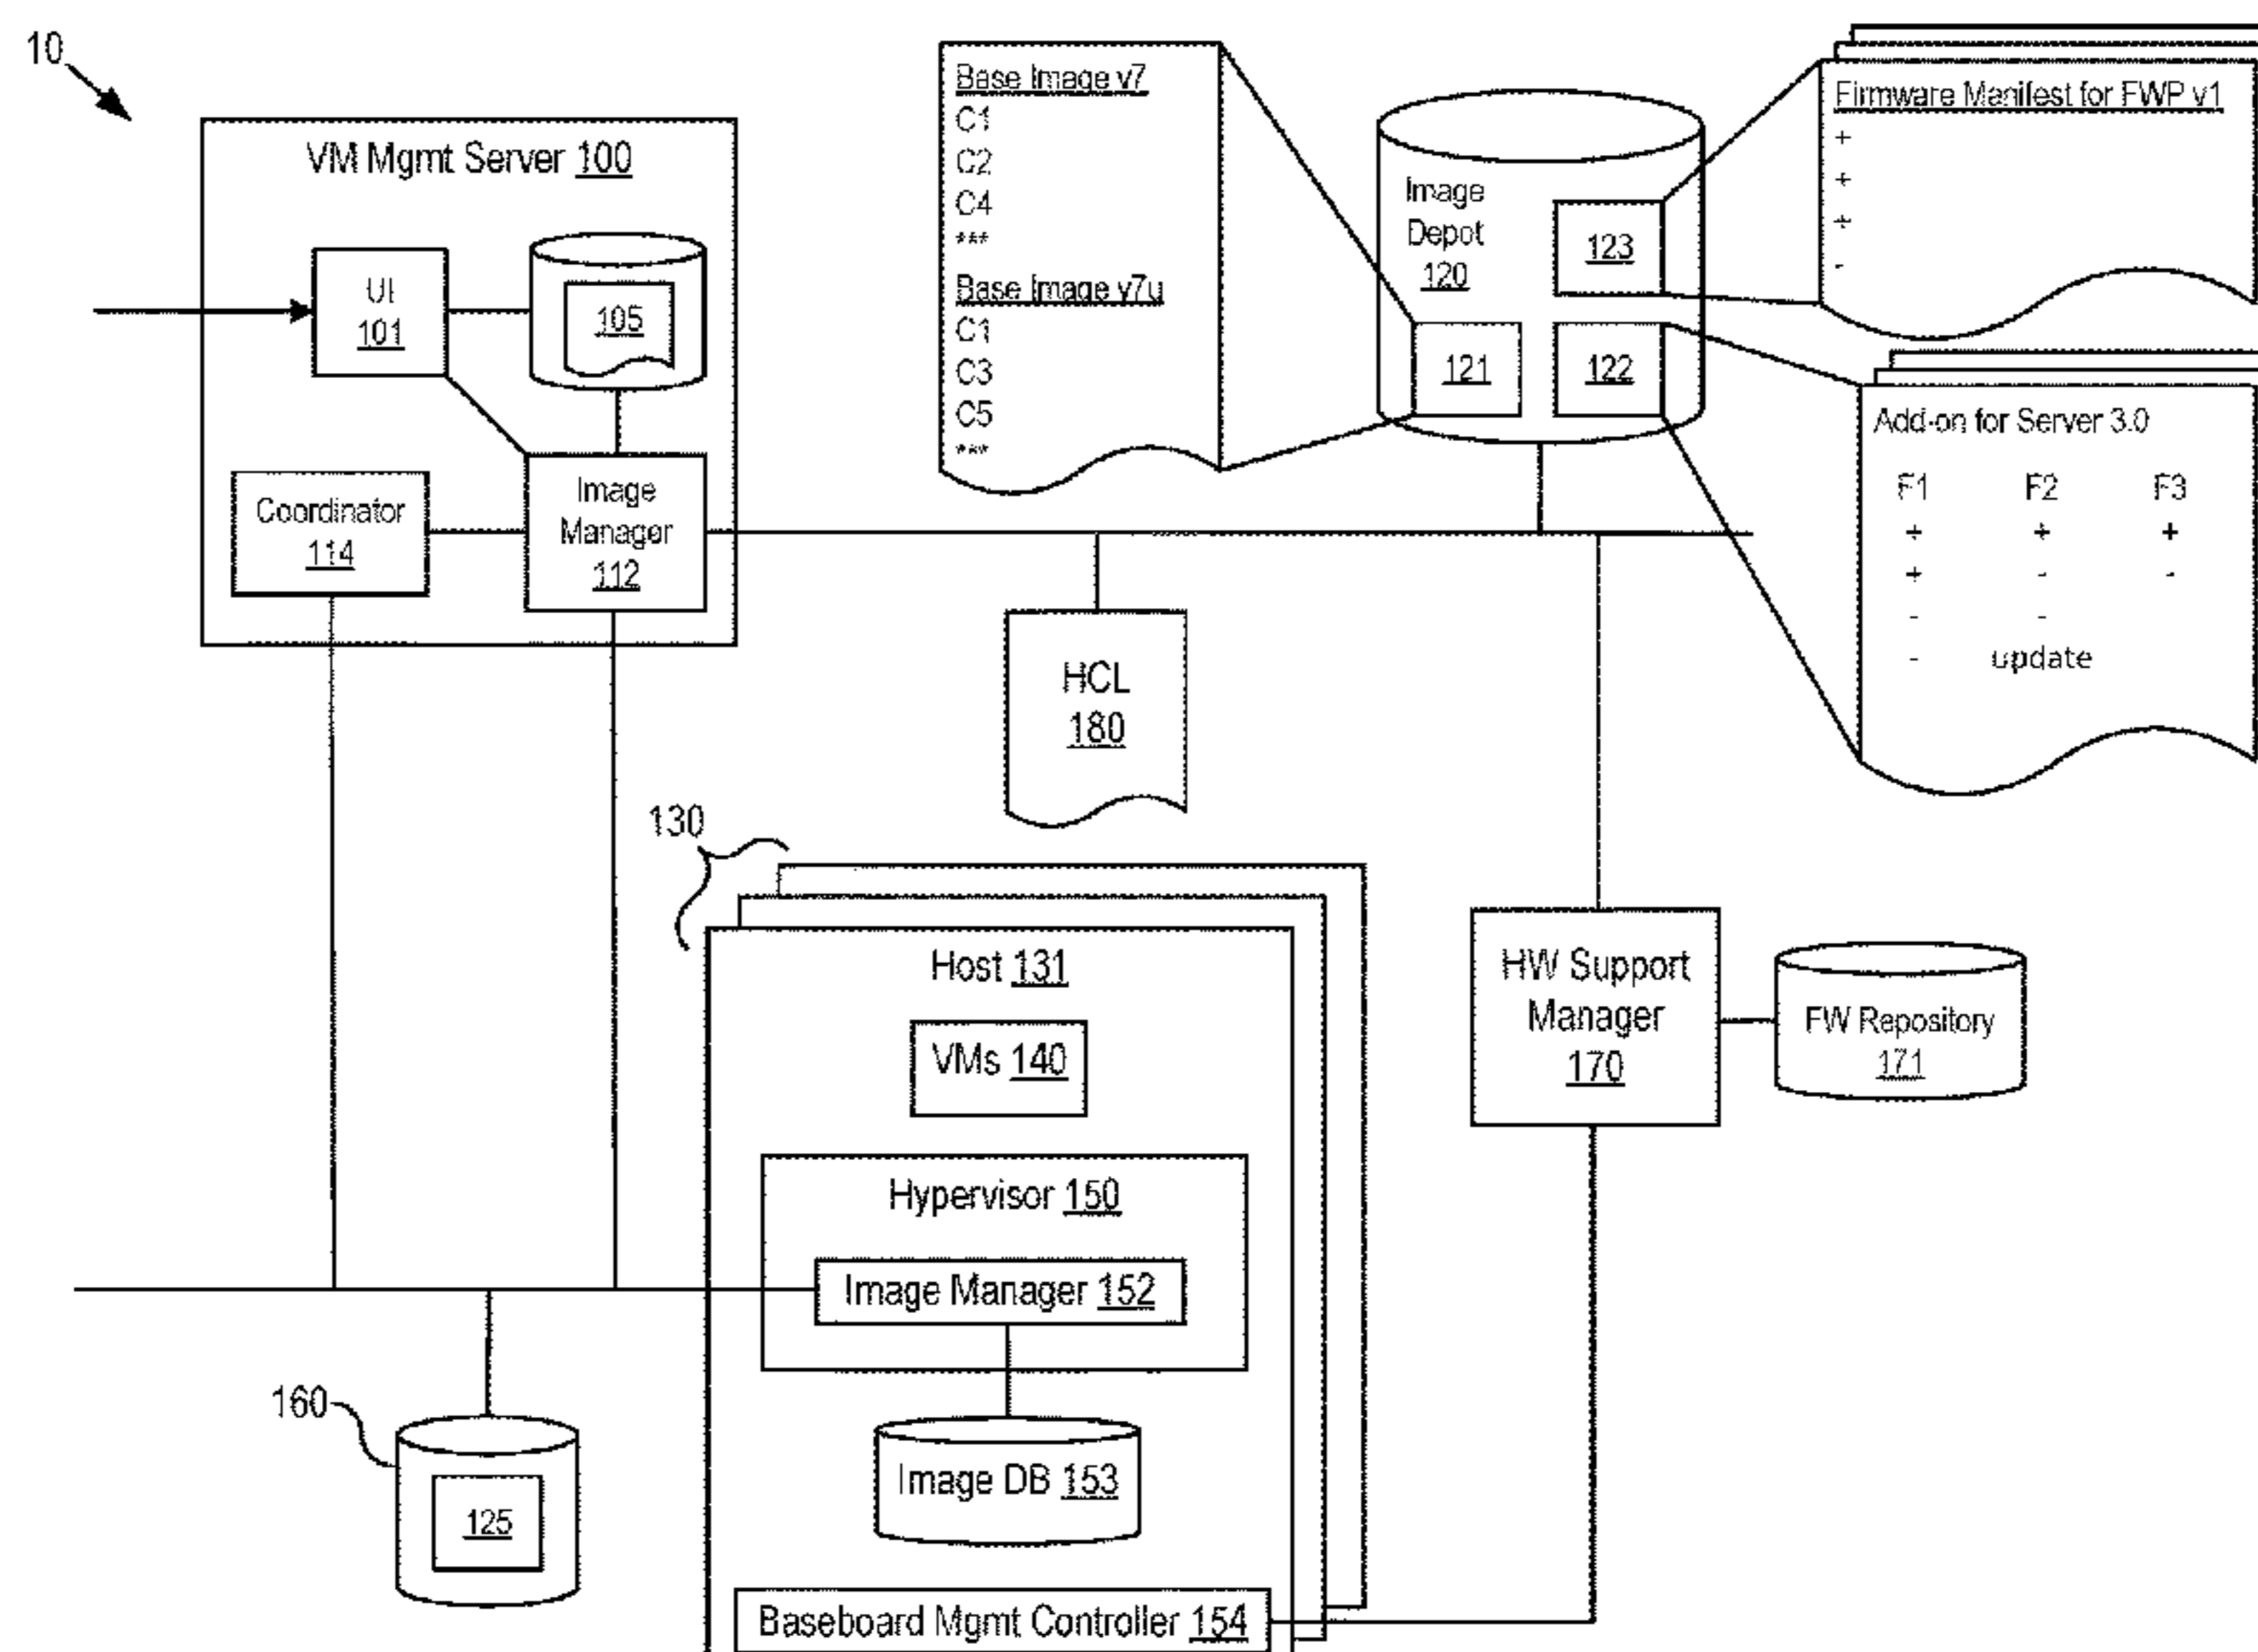 10
VM Mgmt Server 100
UI
101
105
Coordinator
114
Image
Manager
112
Base Image v7
C1
C2
C4
***
Base Image v7u
C1
C3
C5
***
Image
Depot
120
121
122
123
Firmware Manifest for FWP v1
+
+
+
-
Add-on for Server 3.0
F1 F2 F3
+ + +
+ - -
- -
- update
HCL
180
130
Host 131
VMs 140
Hypervisor 150
Image Manager 152
Image DB 153
Baseboard Mgmt Controller 154
HW Support
Manager
170
FW Repository
171
160
125